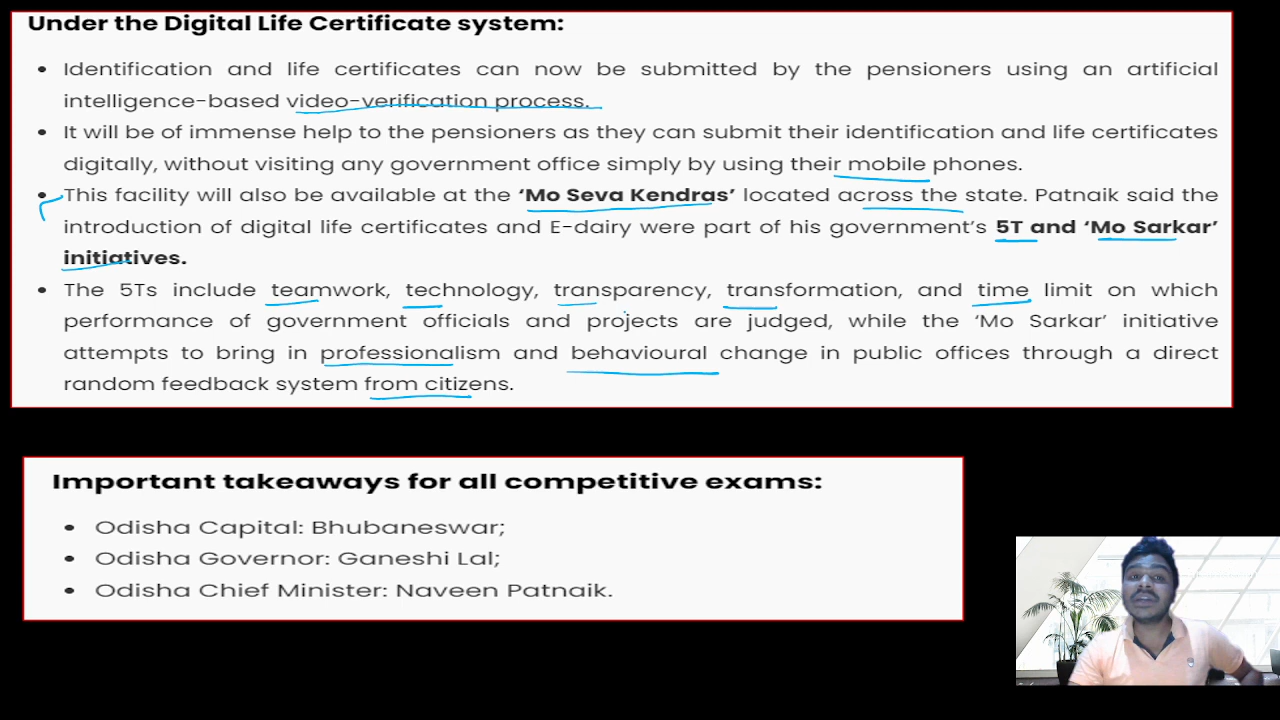 Under the Digital Life Certificate system:
• Identification and life certificates can now be submitted by the pensioners using an artificial
intelligence-based video-verification process.
• It will be of immense help to the pensioners as they can submit their identification and life certificates
digitally, without visiting any government office simply by using their mobile phones.
• This facility will also be available at the ‘Mo Seva Kendras’ located across the state. Patnaik said the
introduction of digital life certificates and E-dairy were part of his government’s 5T and ‘Mo Sarkar’
initiatives.
• The 5Ts include teamwork, technology, transparency, transformation, and time limit on which
performance of government officials and projects are judged, while the ‘Mo Sarkar’ initiative
attempts to bring in professionalism and behavioural change in public offices through a direct
random feedback system from citizens.
Important takeaways for all competitive exams:
• Odisha Capital: Bhubaneswar;
• Odisha Governor: Ganeshi Lal;
• Odisha Chief Minister: Naveen Patnaik.